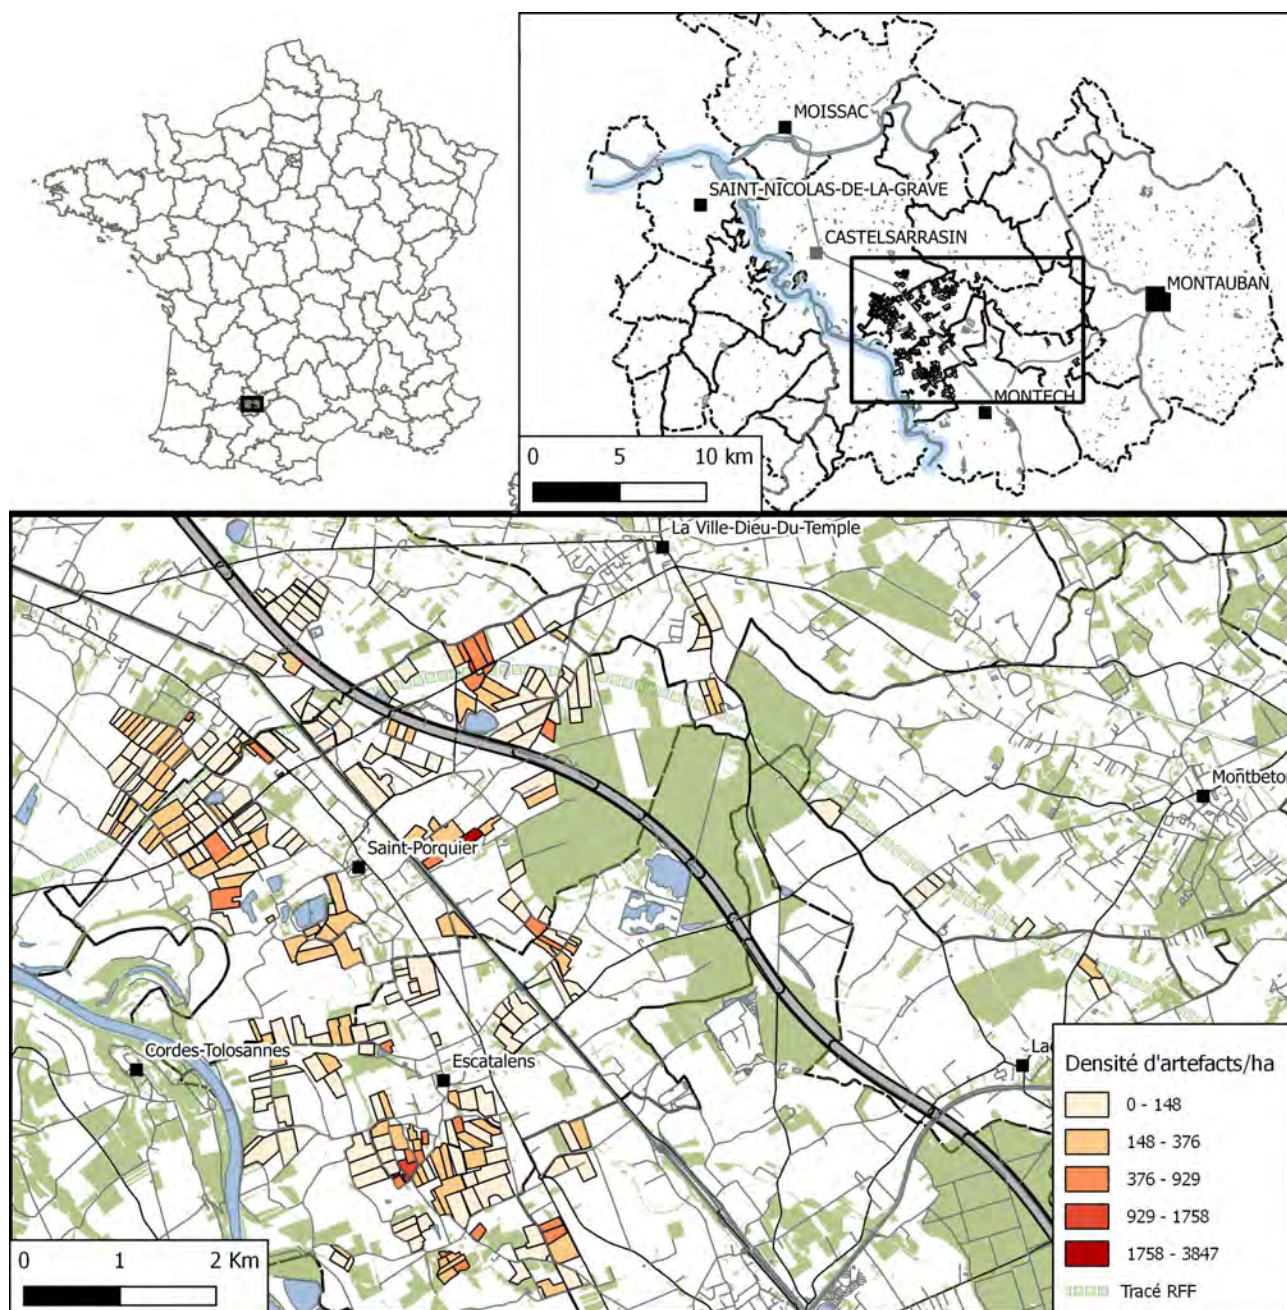 MOISSAC
SAINT-NICOLAS-DE-LA-GRAVE
CASTELSARRASIN
MONTAUBAN
MONTECH
0 5 10 km
La Ville-Dieu-Du-Temple
Montbeto
Saint-Porquier
Cordes-Tolosannes
Escatalens
La
Densité d'artefacts/ha
0 - 148
148 - 376
376 - 929
929 - 1758
1758 - 3847
Tracé RFF
0 1 2 Km